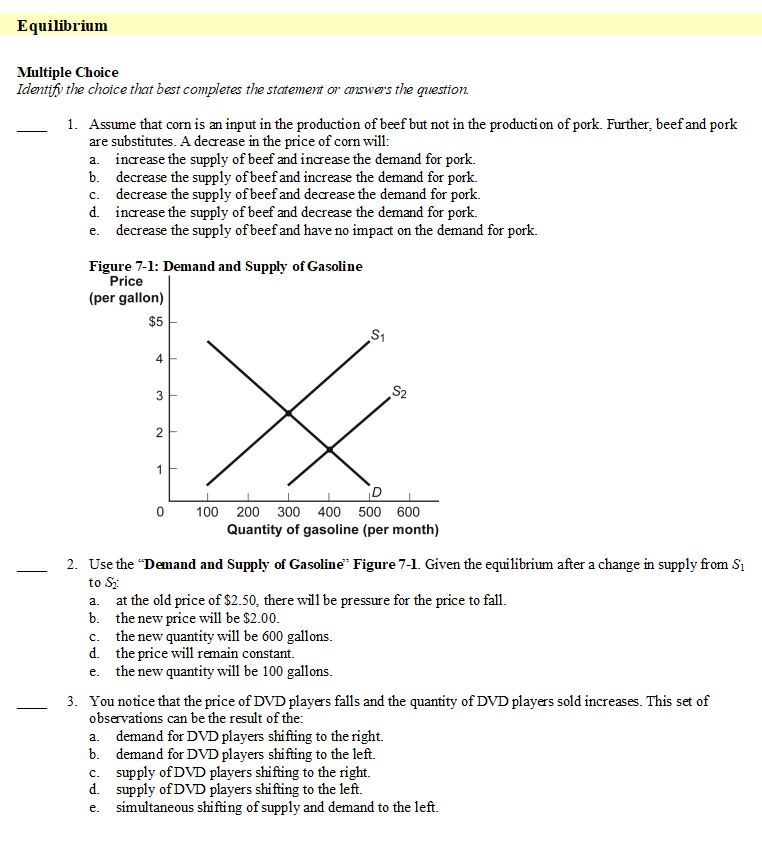 Equilibrium
Multiple Choice
Identify the choice that best completes the statement or answers the question.
____ 1. Assume that corn is an input in the production of beef but not in the production of pork. Further, beef and pork
are substitutes. A decrease in the price of corn will:
a. increase the supply of beef and increase the demand for pork.
b. decrease the supply of beef and increase the demand for pork.
c. decrease the supply of beef and decrease the demand for pork.
d. increase the supply of beef and decrease the demand for pork.
e. decrease the supply of beef and have no impact on the demand for pork.
Figure 7-1: Demand and Supply of Gasoline
Price
(per gallon)
$5
S1
4
3
S2
2
1
D
0 100 200 300 400 500 600
Quantity of gasoline (per month)
____ 2. Use the “Demand and Supply of Gasoline” Figure 7-1. Given the equilibrium after a change in supply from S1
to S2:
a. at the old price of $2.50, there will be pressure for the price to fall.
b. the new price will be $2.00.
c. the new quantity will be 600 gallons.
d. the price will remain constant.
e. the new quantity will be 100 gallons.
____ 3. You notice that the price of DVD players falls and the quantity of DVD players sold increases. This set of
observations can be the result of the:
a. demand for DVD players shifting to the right.
b. demand for DVD players shifting to the left.
c. supply of DVD players shifting to the right.
d. supply of DVD players shifting to the left.
e. simultaneous shifting of supply and demand to the left.